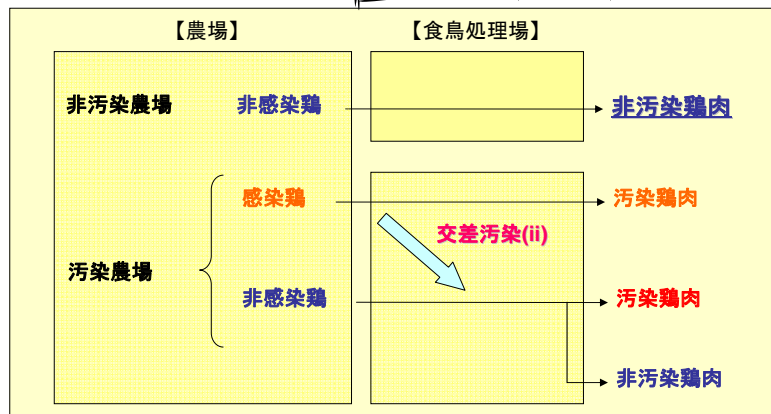 【農場】 【食鳥処理場】
非汚染農場 非感染鶏 非汚染鶏肉
感染鶏 汚染鶏肉
交差汚染(ii)
汚染農場
非感染鶏 汚染鶏肉
非汚染鶏肉